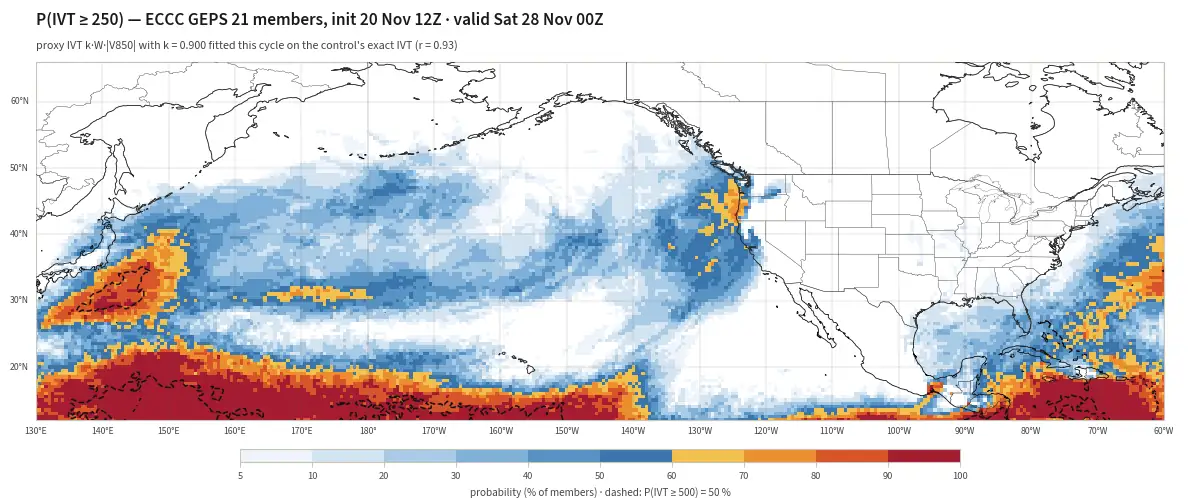 P(IVT ≥ 250) — ECCC GEPS 21 members, init 20 Nov 12Z · valid Sat 28 Nov 00Z
proxy IVT k·W·|V850| with k = 0.900 fitted this cycle on the control's exact IVT (r = 0.93)
60°N
50°N
40°N
30°N
20°N
130°E 140°E 150°E 160°E 170°E 180° 170°W 160°W 150°W 140°W 130°W 120°W 110°W 100°W 90°W 80°W 70°W 60°W
5 10 20 30 40 50 60 70 80 90 100
probability (% of members) · dashed: P(IVT ≥ 500) = 50 %